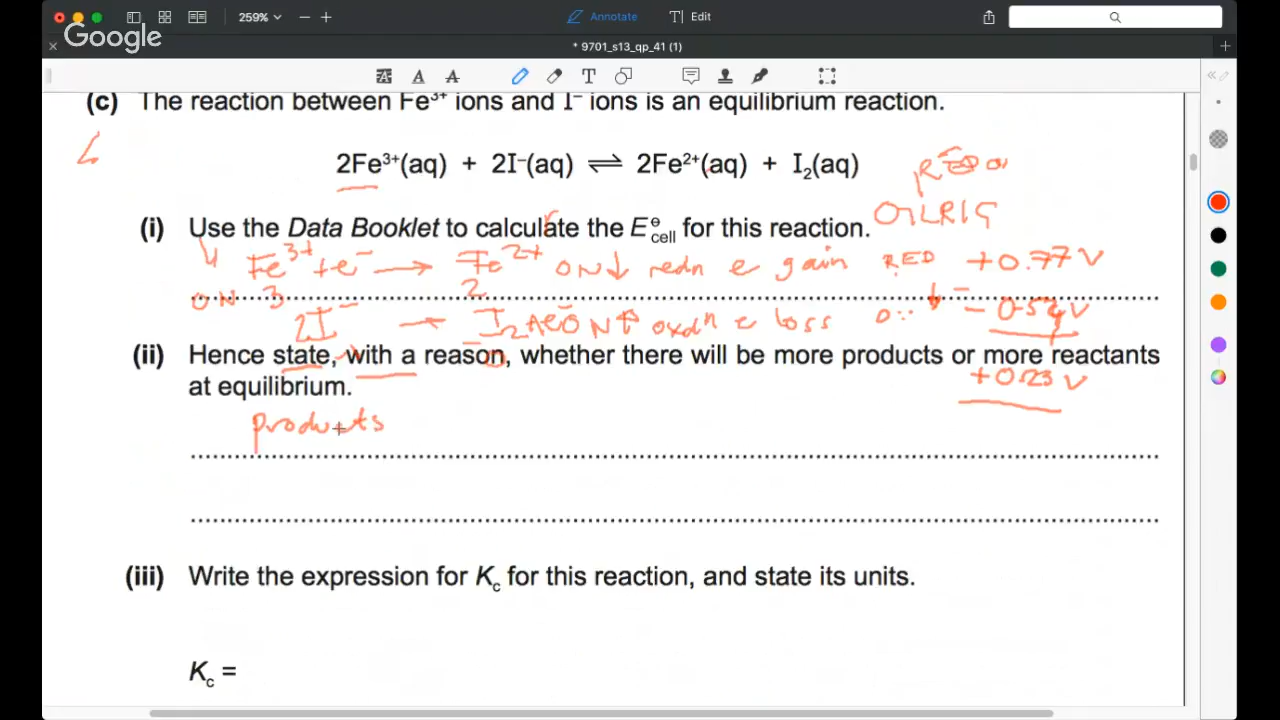 259%
Annotate
Edit
Google
* 9701_s13_qp_41 (1)
(c) The reaction between Fe³⁺ ions and I⁻ ions is an equilibrium reaction.
2Fe³⁺(aq) + 2I⁻(aq) ⇌ 2Fe²⁺(aq) + I₂(aq)
OILRIG
(i) Use the Data Booklet to calculate the E⦵cell for this reaction.
Fe³⁺ + e⁻ → Fe²⁺ ON↓ redn e gain RED +0.77 V
ON 3 2
2I⁻ → I₂ ON↑ oxdn e loss - 0.54 V
(ii) Hence state, with a reason, whether there will be more products or more reactants
0 +0.23 V
at equilibrium.
products
(iii) Write the expression for Kc for this reaction, and state its units.
Kc =